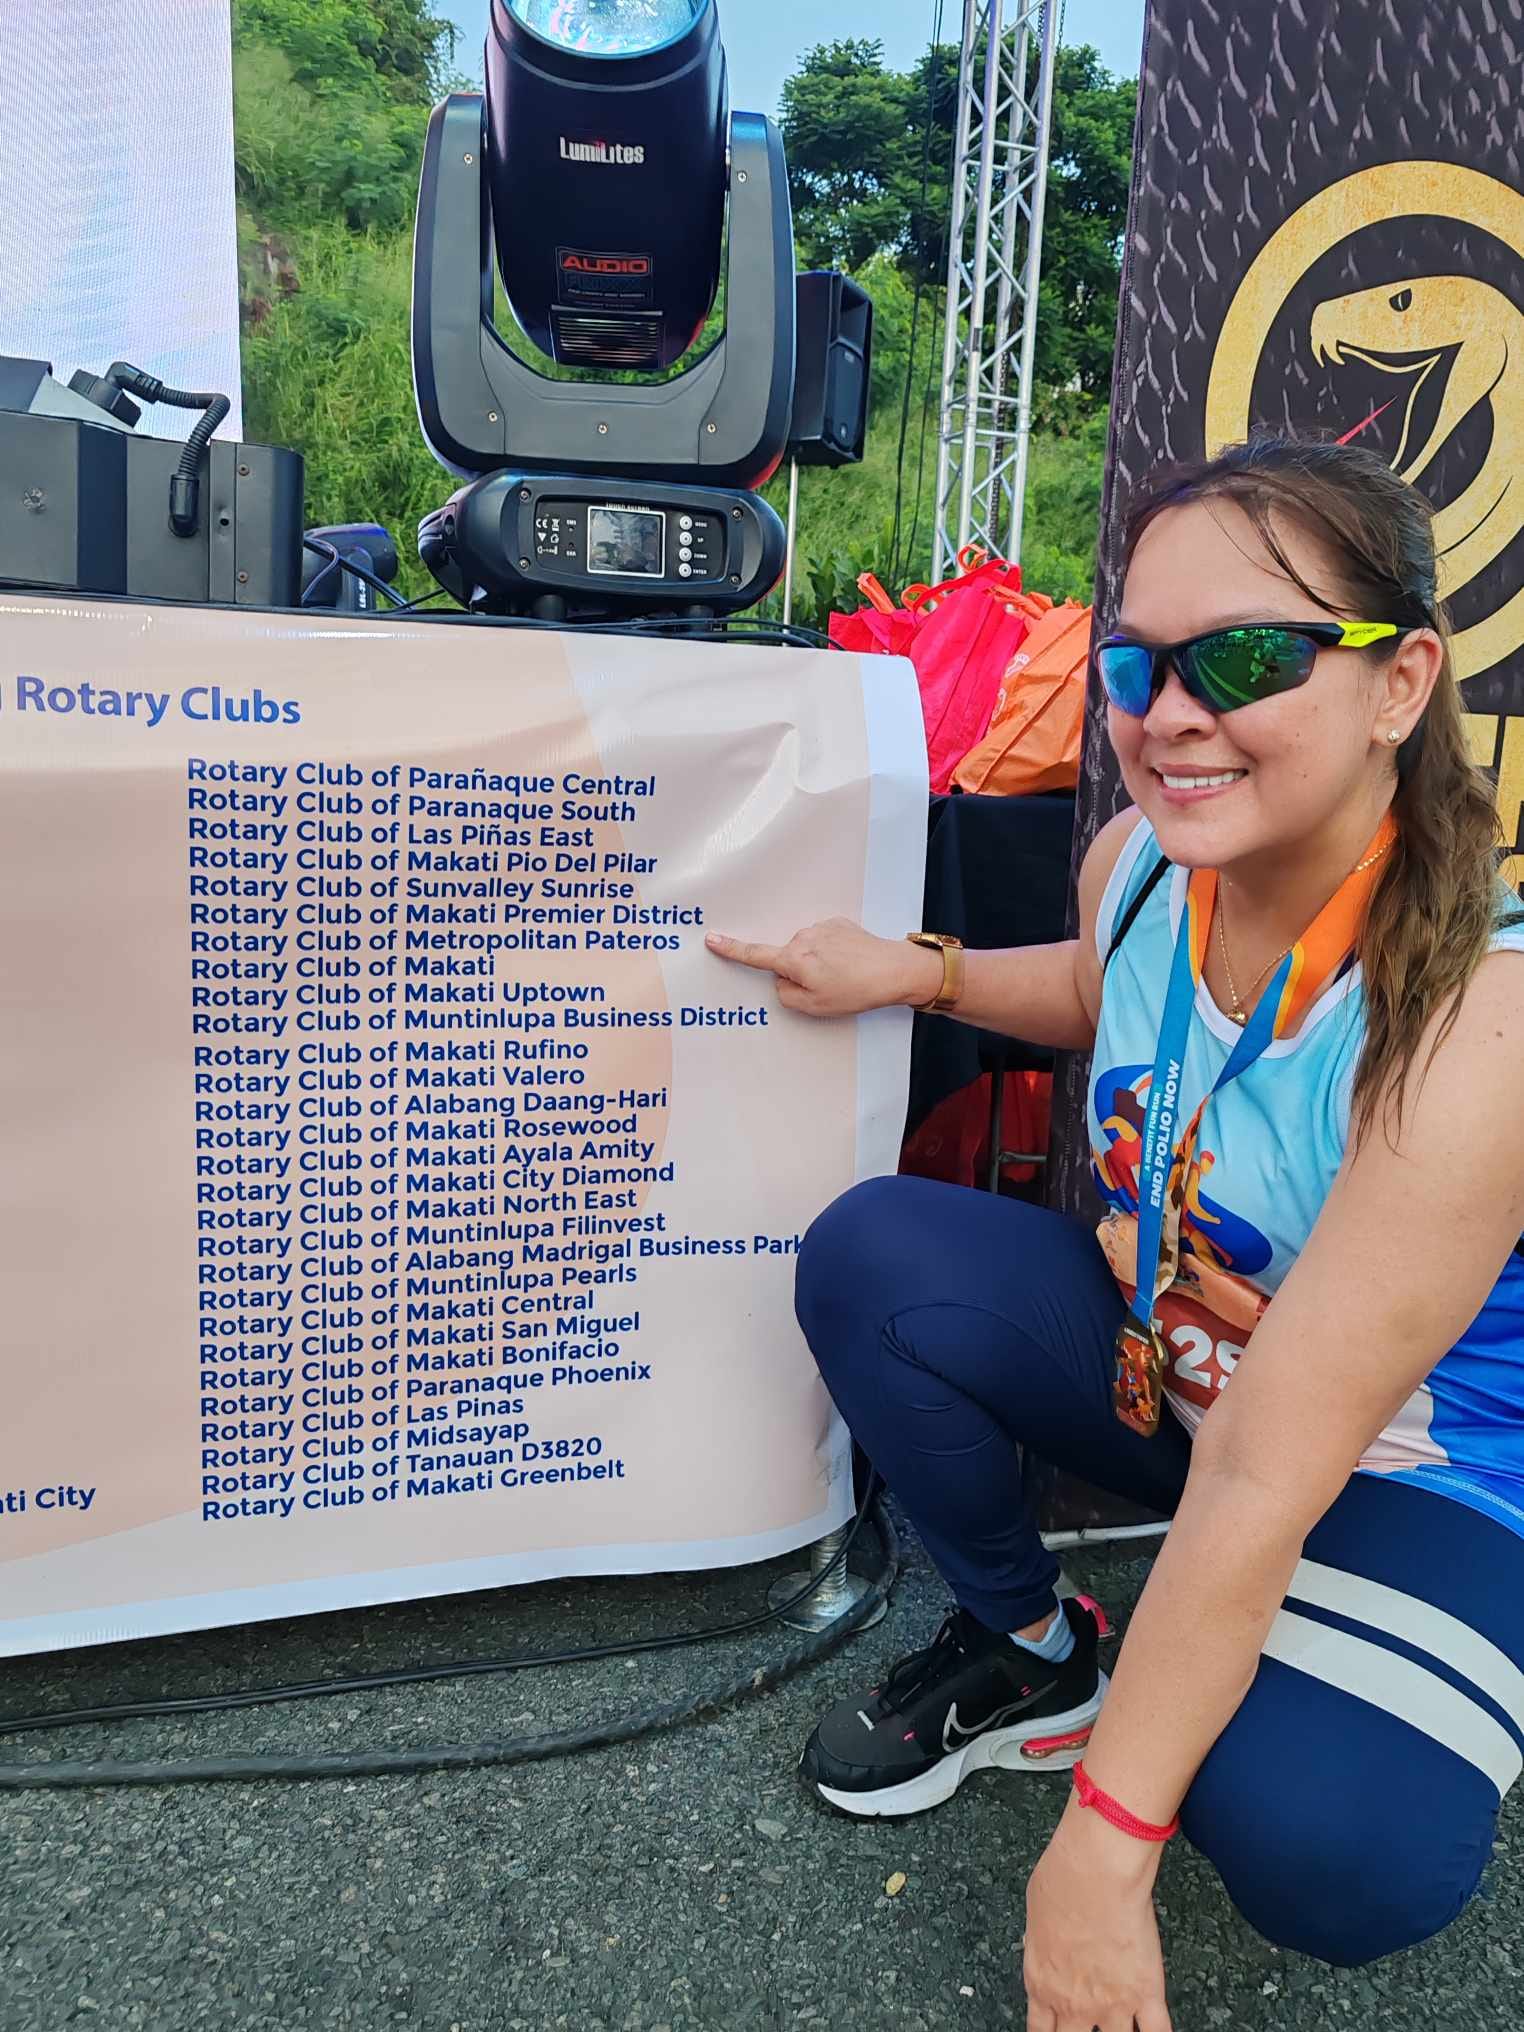 LumiLites
AUDIO
MENU
UP
DOWN
ENTER
Rotary Clubs
Rotary Club of Parañaque Central
Rotary Club of Paranaque South
Rotary Club of Las Piñas East
Rotary Club of Makati Pio Del Pilar
Rotary Club of Sunvalley Sunrise
Rotary Club of Makati Premier District
Rotary Club of Metropolitan Pateros
Rotary Club of Makati
Rotary Club of Makati Uptown
Rotary Club of Muntinlupa Business District
Rotary Club of Makati Rufino
Rotary Club of Makati Valero
Rotary Club of Alabang Daang-Hari
Rotary Club of Makati Rosewood
Rotary Club of Makati Ayala Amity
Rotary Club of Makati City Diamond
Rotary Club of Makati North East
Rotary Club of Muntinlupa Filinvest
Rotary Club of Alabang Madrigal Business Park
Rotary Club of Muntinlupa Pearls
Rotary Club of Makati Central
Rotary Club of Makati San Miguel
Rotary Club of Makati Bonifacio
Rotary Club of Paranaque Phoenix
Rotary Club of Las Pinas
Rotary Club of Midsayap
Rotary Club of Tanauan D3820
Rotary Club of Makati Greenbelt
ati City
A BENEFIT FUN RUN
END POLIO NOW